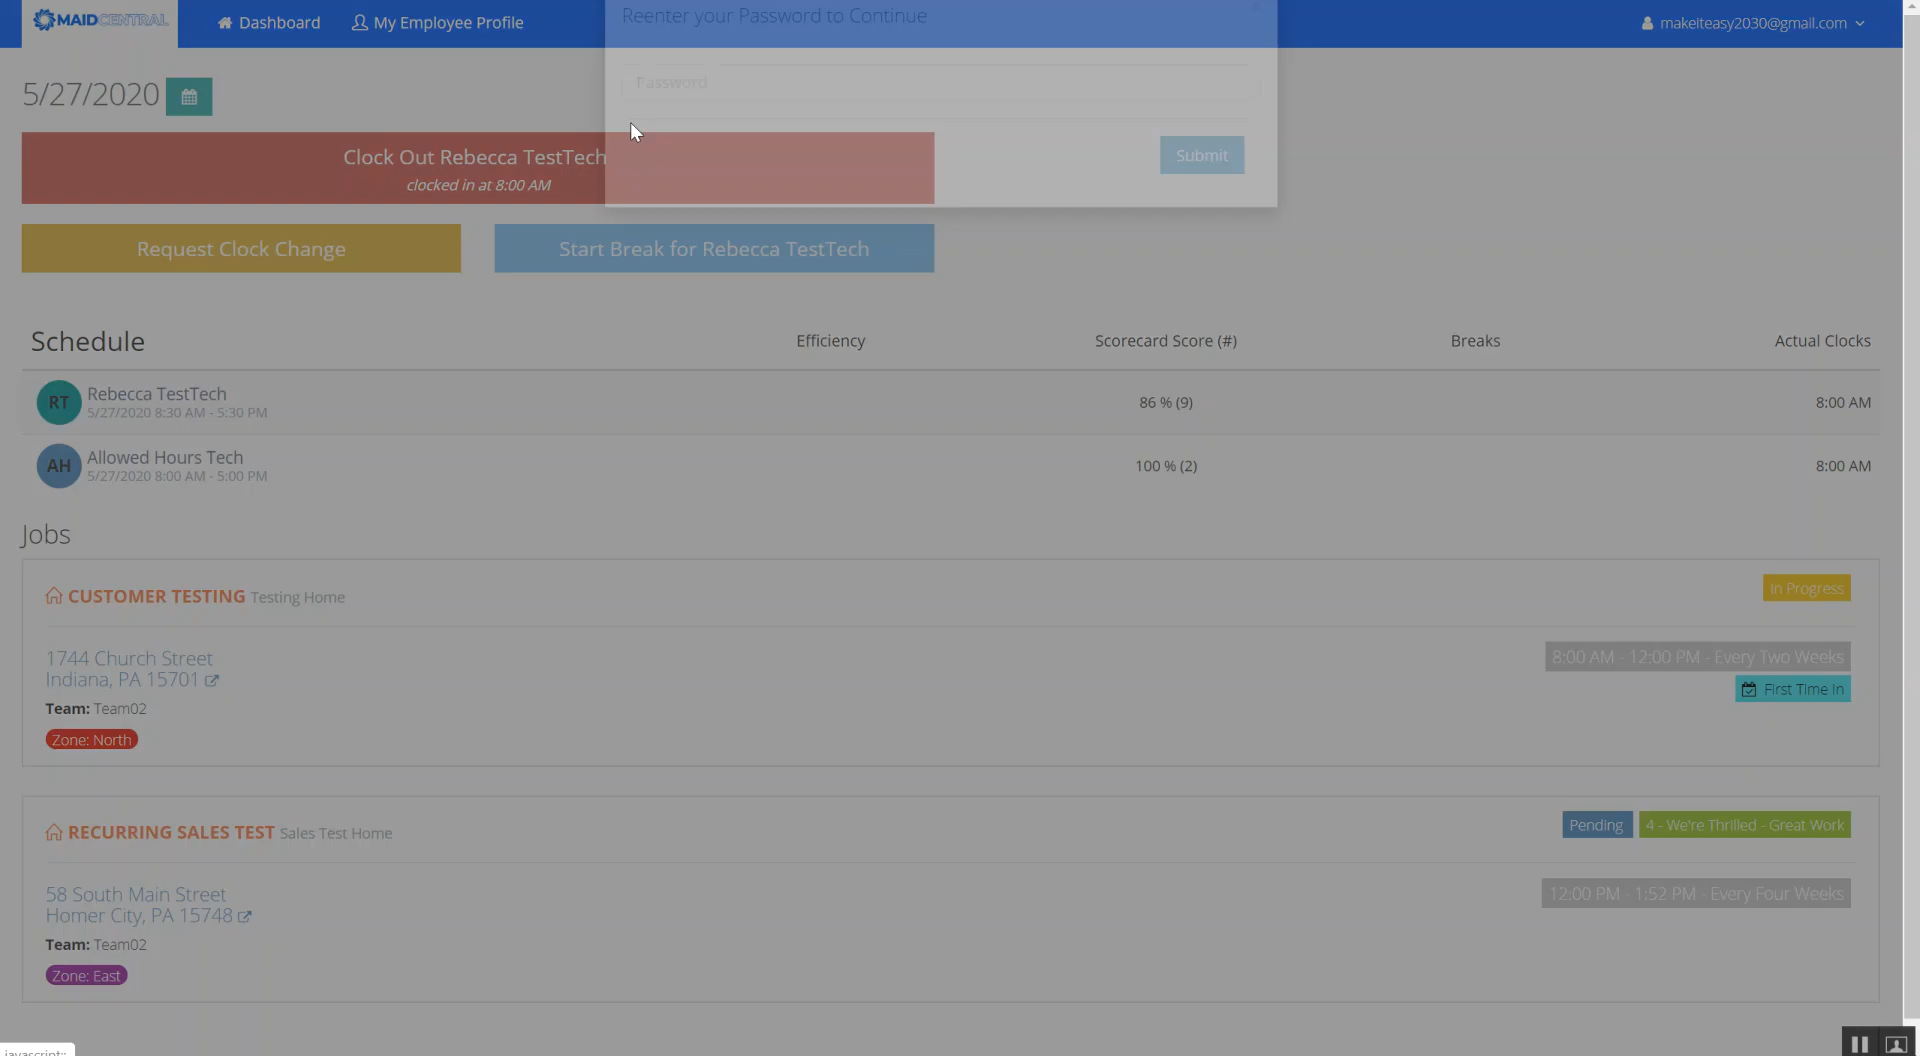 MAIDCENTRAL
Dashboard
My Employee Profile
Reenter your Password to Continue
makeiteasy2030@gmail.com
5/27/2020
Password
Clock Out Rebecca TestTech
clocked in at 8:00 AM
Submit
Request Clock Change
Start Break for Rebecca TestTech
Schedule
Efficiency
Scorecard Score (#)
Breaks
Actual Clocks
RT
Rebecca TestTech
5/27/2020 8:30 AM - 5:30 PM
86 % (9)
8:00 AM
AH
Allowed Hours Tech
5/27/2020 8:00 AM - 5:00 PM
100 % (2)
8:00 AM
Jobs
CUSTOMER TESTING Testing Home
In Progress
1744 Church Street
Indiana, PA 15701
8:00 AM - 12:00 PM - Every Two Weeks
First Time In
Team: Team02
Zone: North
RECURRING SALES TEST Sales Test Home
Pending
4 - We're Thrilled - Great Work
58 South Main Street
Homer City, PA 15748
12:00 PM - 1:52 PM - Every Four Weeks
Team: Team02
Zone: East
javascript:;